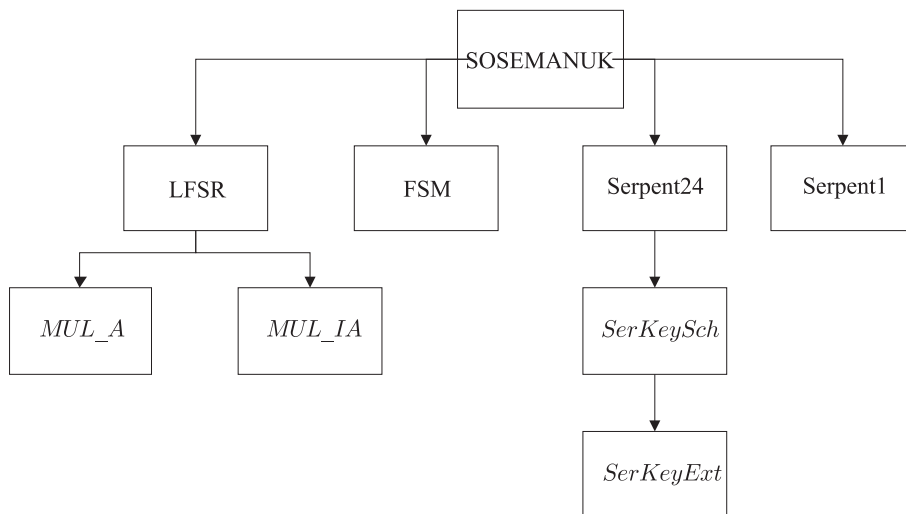 SOSEMANUK
LFSR
FSM
Serpent24
Serpent1
MUL_A
MUL_IA
SerKeySch
SerKeyExt